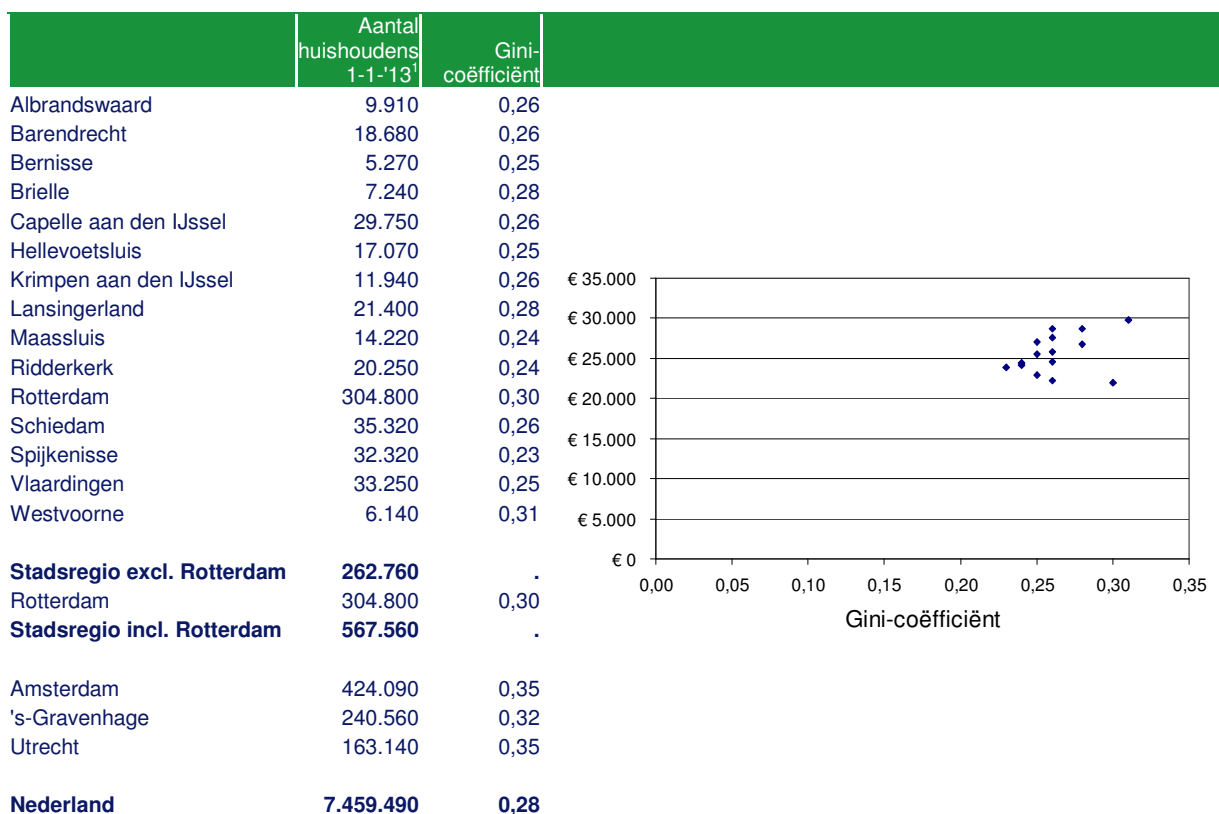 Aantal
huishoudens Gini-
1-1-'13¹ coëfficiënt
Albrandswaard 9.910 0,26
Barendrecht 18.680 0,26
Bernisse 5.270 0,25
Brielle 7.240 0,28
Capelle aan den IJssel 29.750 0,26
Hellevoetsluis 17.070 0,25
Krimpen aan den IJssel 11.940 0,26
Lansingerland 21.400 0,28
Maassluis 14.220 0,24
Ridderkerk 20.250 0,24
Rotterdam 304.800 0,30
Schiedam 35.320 0,26
Spijkenisse 32.320 0,23
Vlaardingen 33.250 0,25
Westvoorne 6.140 0,31
Stadsregio excl. Rotterdam 262.760 .
Rotterdam 304.800 0,30
Stadsregio incl. Rotterdam 567.560 .
Amsterdam 424.090 0,35
's-Gravenhage 240.560 0,32
Utrecht 163.140 0,35
Nederland 7.459.490 0,28
€ 35.000
€ 30.000
€ 25.000
€ 20.000
€ 15.000
€ 10.000
€ 5.000
€ 0
0,00 0,05 0,10 0,15 0,20 0,25 0,30 0,35
Gini-coëfficiënt